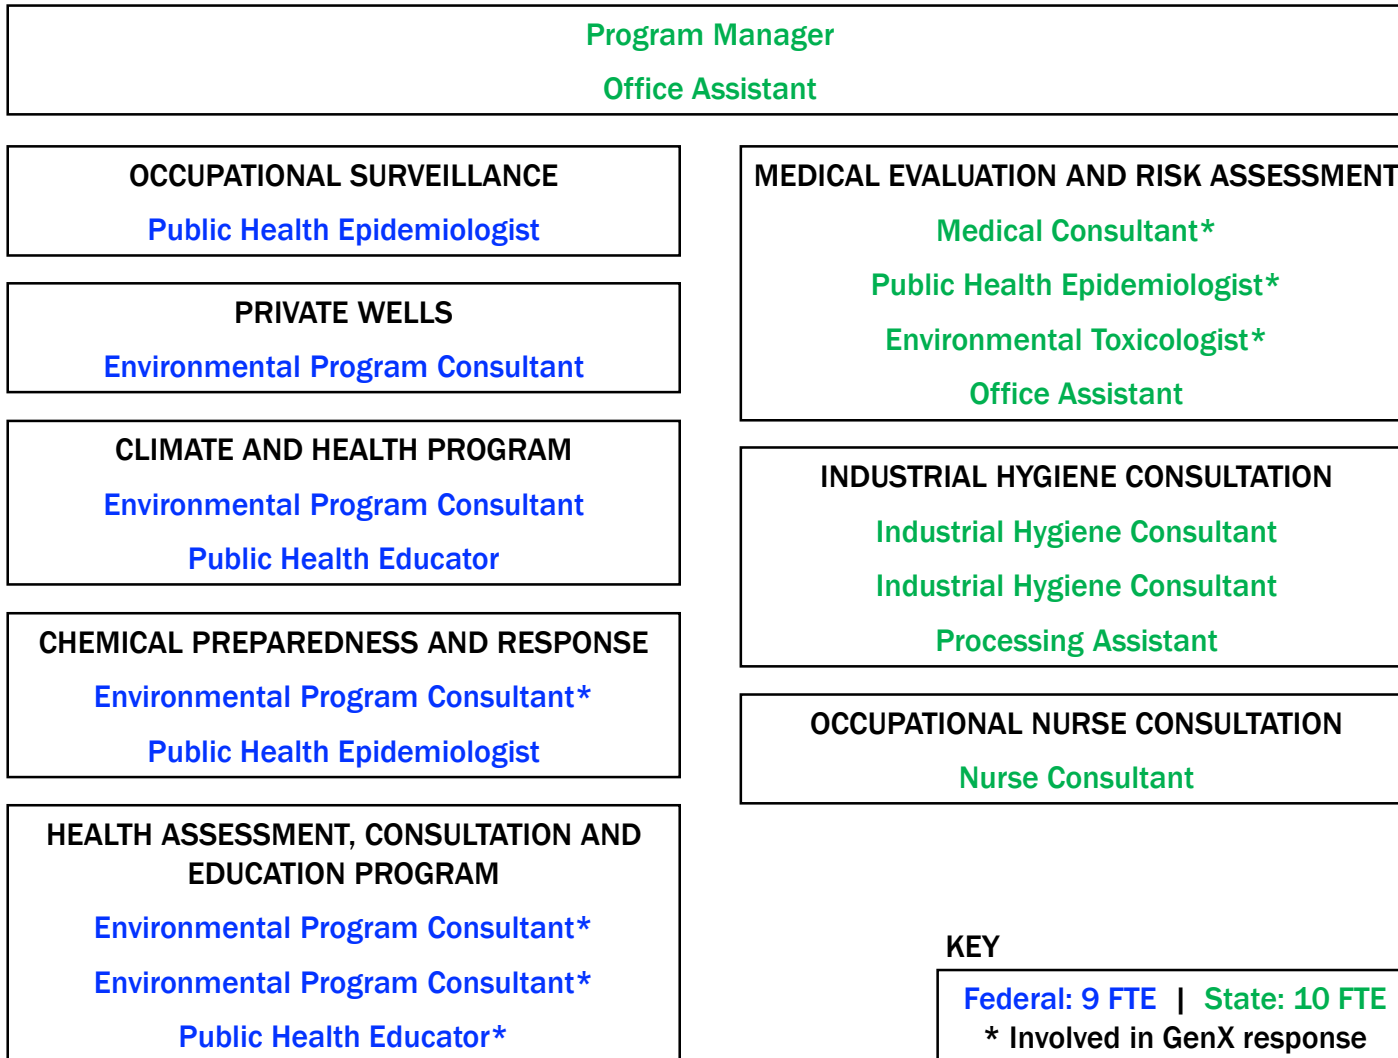 Program Manager
Office Assistant
OCCUPATIONAL SURVEILLANCE
Public Health Epidemiologist
PRIVATE WELLS
Environmental Program Consultant
CLIMATE AND HEALTH PROGRAM
Environmental Program Consultant
Public Health Educator
CHEMICAL PREPAREDNESS AND RESPONSE
Environmental Program Consultant*
Public Health Epidemiologist
HEALTH ASSESSMENT, CONSULTATION AND
EDUCATION PROGRAM
Environmental Program Consultant*
Environmental Program Consultant*
Public Health Educator*
MEDICAL EVALUATION AND RISK ASSESSMENT
Medical Consultant*
Public Health Epidemiologist*
Environmental Toxicologist*
Office Assistant
INDUSTRIAL HYGIENE CONSULTATION
Industrial Hygiene Consultant
Industrial Hygiene Consultant
Processing Assistant
OCCUPATIONAL NURSE CONSULTATION
Nurse Consultant
KEY
Federal: 9 FTE | State: 10 FTE
* Involved in GenX response